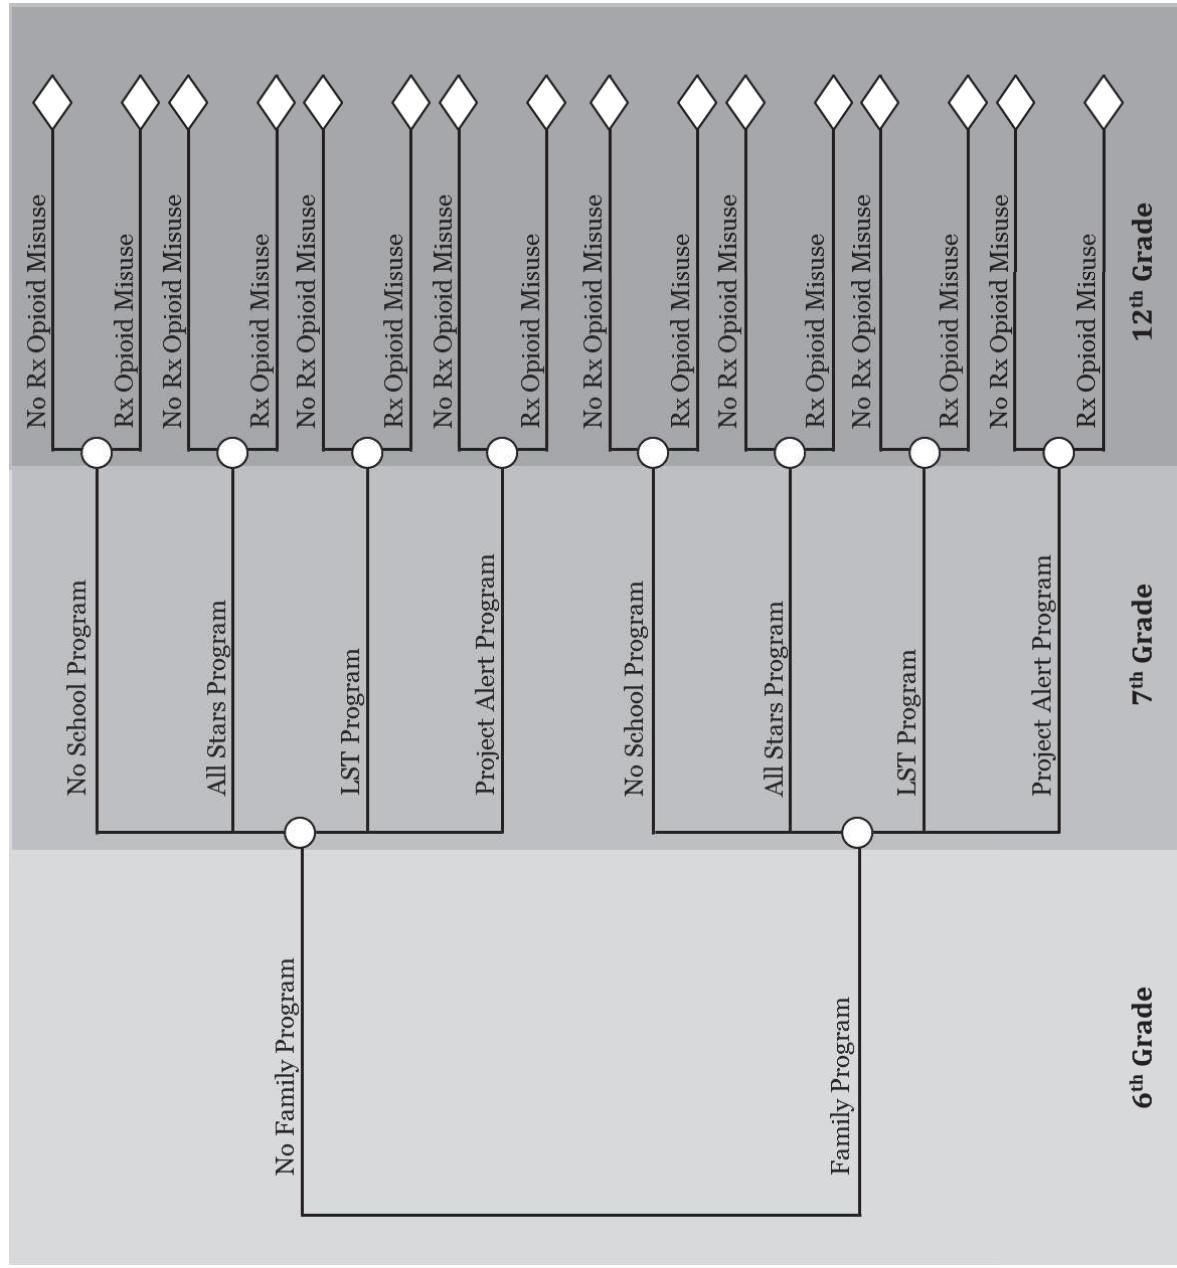 No Family Program
Family Program
6th Grade
No School Program
All Stars Program
LST Program
Project Alert Program
No School Program
All Stars Program
LST Program
Project Alert Program
7th Grade
No Rx Opioid Misuse
Rx Opioid Misuse
No Rx Opioid Misuse
Rx Opioid Misuse
No Rx Opioid Misuse
Rx Opioid Misuse
No Rx Opioid Misuse
Rx Opioid Misuse
No Rx Opioid Misuse
Rx Opioid Misuse
No Rx Opioid Misuse
Rx Opioid Misuse
No Rx Opioid Misuse
Rx Opioid Misuse
No Rx Opioid Misuse
Rx Opioid Misuse
12th Grade